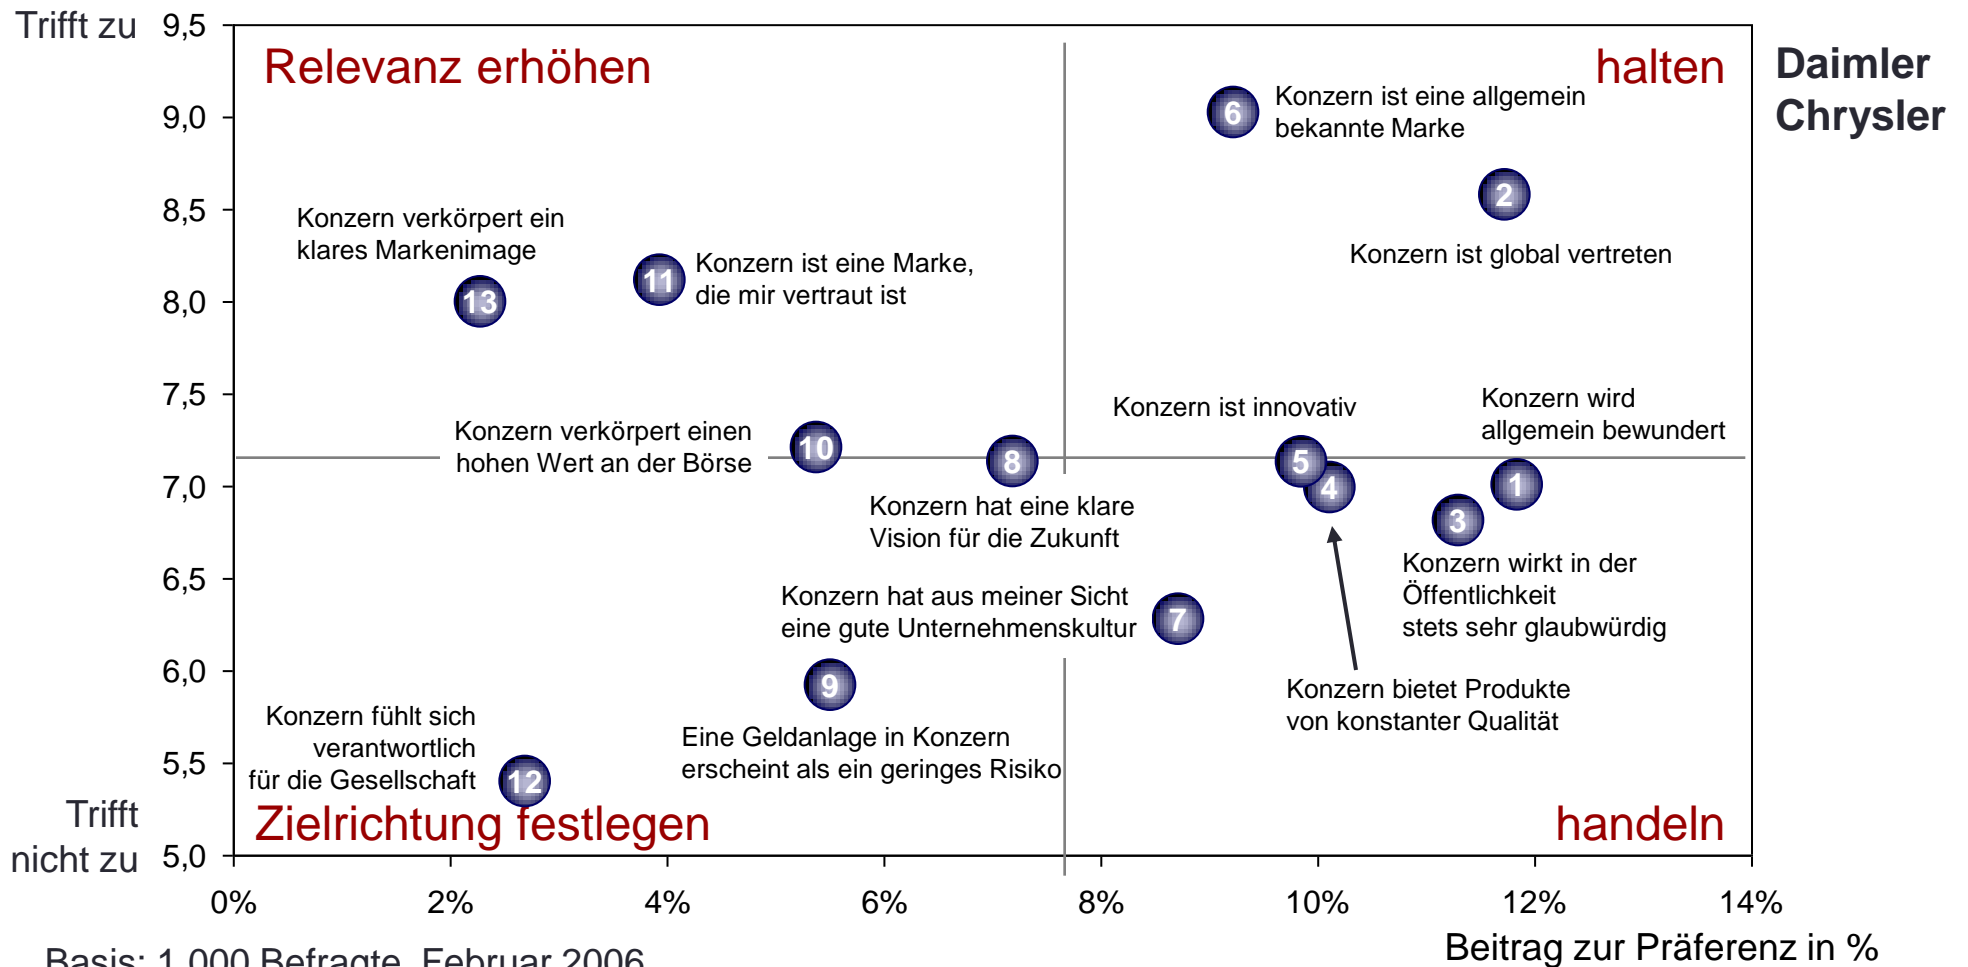 Trifft zu
9,5
9,0
8,5
8,0
7,5
7,0
6,5
6,0
5,5
5,0
Trifft
nicht zu
Relevanz erhöhen
halten
Daimler
Chrysler
6
Konzern ist eine allgemein
bekannte Marke
2
Konzern ist global vertreten
Konzern verkörpert ein
klares Markenimage
13
11
Konzern ist eine Marke,
die mir vertraut ist
Konzern ist innovativ
Konzern wird
allgemein bewundert
Konzern verkörpert einen
hohen Wert an der Börse
10
8
5
4
1
3
Konzern hat eine klare
Vision für die Zukunft
Konzern wirkt in der
Öffentlichkeit
stets sehr glaubwürdig
Konzern hat aus meiner Sicht
eine gute Unternehmenskultur
7
9
Konzern bietet Produkte
von konstanter Qualität
Konzern fühlt sich
verantwortlich
für die Gesellschaft
12
Eine Geldanlage in Konzern
erscheint als ein geringes Risiko
Zielrichtung festlegen
handeln
0%
2%
4%
6%
8%
10%
12%
14%
Beitrag zur Präferenz in %
Basis: 1.000 Befragte, Februar 2006